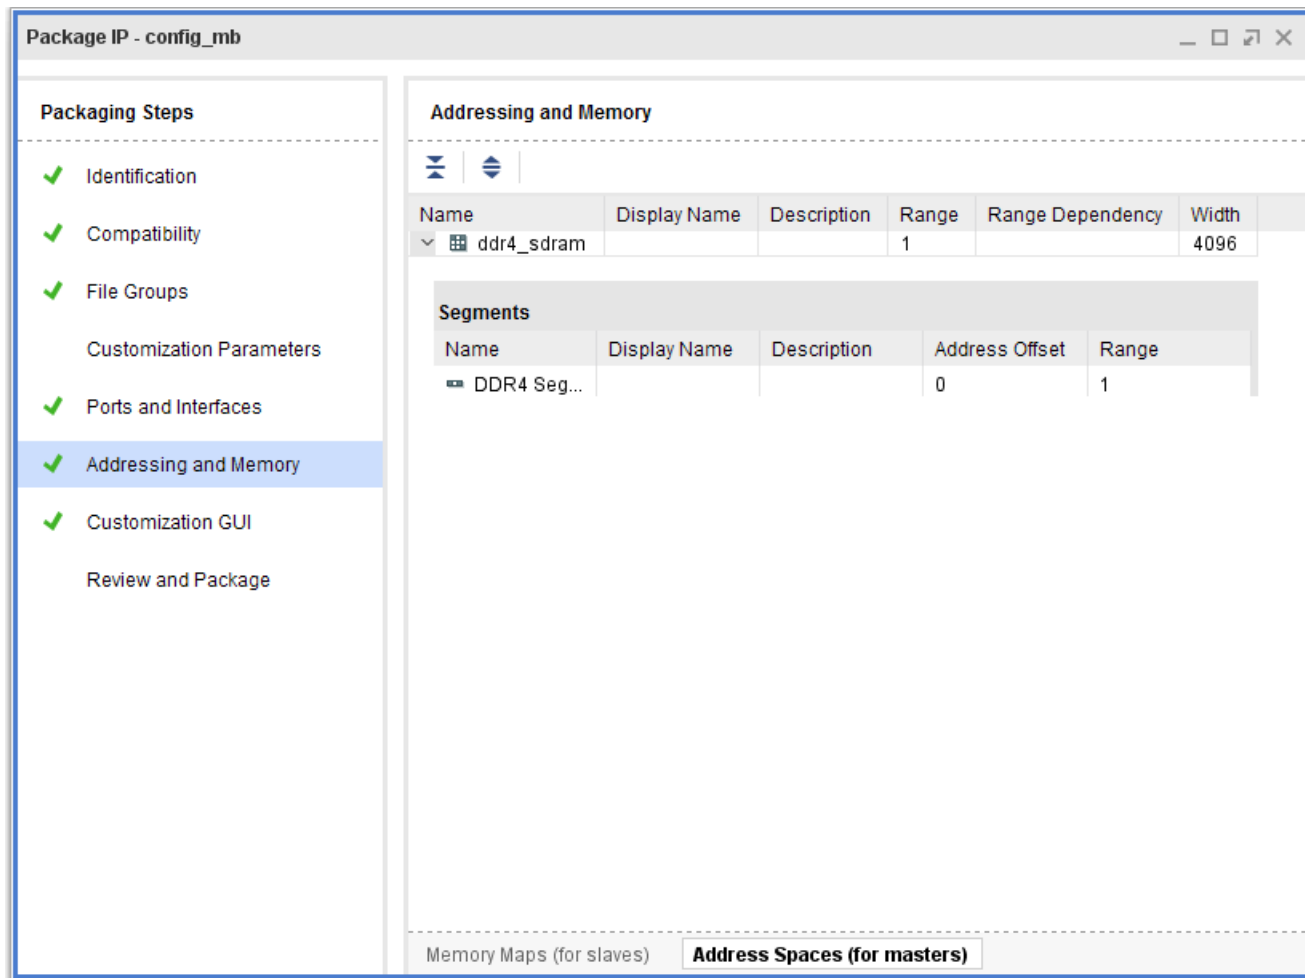 Package IP - config_mb
Packaging Steps
Identification
Compatibility
File Groups
Customization Parameters
Ports and Interfaces
Addressing and Memory
Customization GUI
Review and Package
Addressing and Memory
Name Display Name Description Range Range Dependency Width
ddr4_sdram 1 4096
Segments
Name Display Name Description Address Offset Range
DDR4 Seg... 0 1
Memory Maps (for slaves) Address Spaces (for masters)